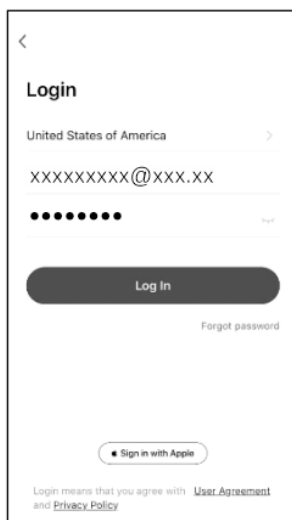 Login
United States of America
xxxxxxxxx@xxx.xx
●●●●●●●●
Log In
Forgot password
Sign in with Apple
Login means that you agree with User Agreement
and Privacy Policy